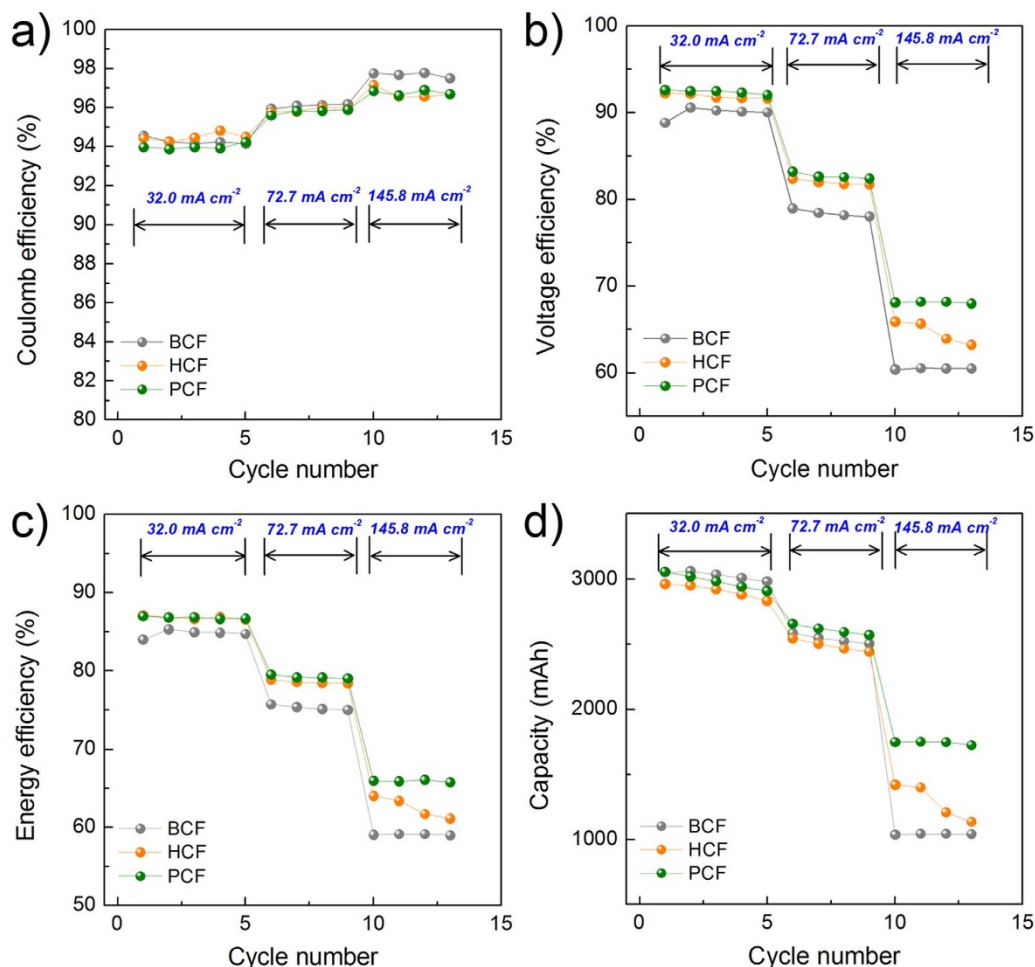 a)
Coulomb efficiency (%)
100
98
96
94
92
90
88
86
84
82
80
32.0 mA cm⁻²
72.7 mA cm⁻²
145.8 mA cm⁻²
BCF
HCF
PCF
0 5 10 15
Cycle number
b)
Voltage efficiency (%)
100
90
80
70
60
32.0 mA cm⁻² 72.7 mA cm⁻² 145.8 mA cm⁻²
BCF
HCF
PCF
0 5 10 15
Cycle number
c)
Energy efficiency (%)
100
90
80
70
60
50
32.0 mA cm⁻² 72.7 mA cm⁻² 145.8 mA cm⁻²
BCF
HCF
PCF
0 5 10 15
Cycle number
d)
Capacity (mAh)
3000
2000
1000
32.0 mA cm⁻² 72.7 mA cm⁻² 145.8 mA cm⁻²
BCF
HCF
PCF
0 5 10 15
Cycle number